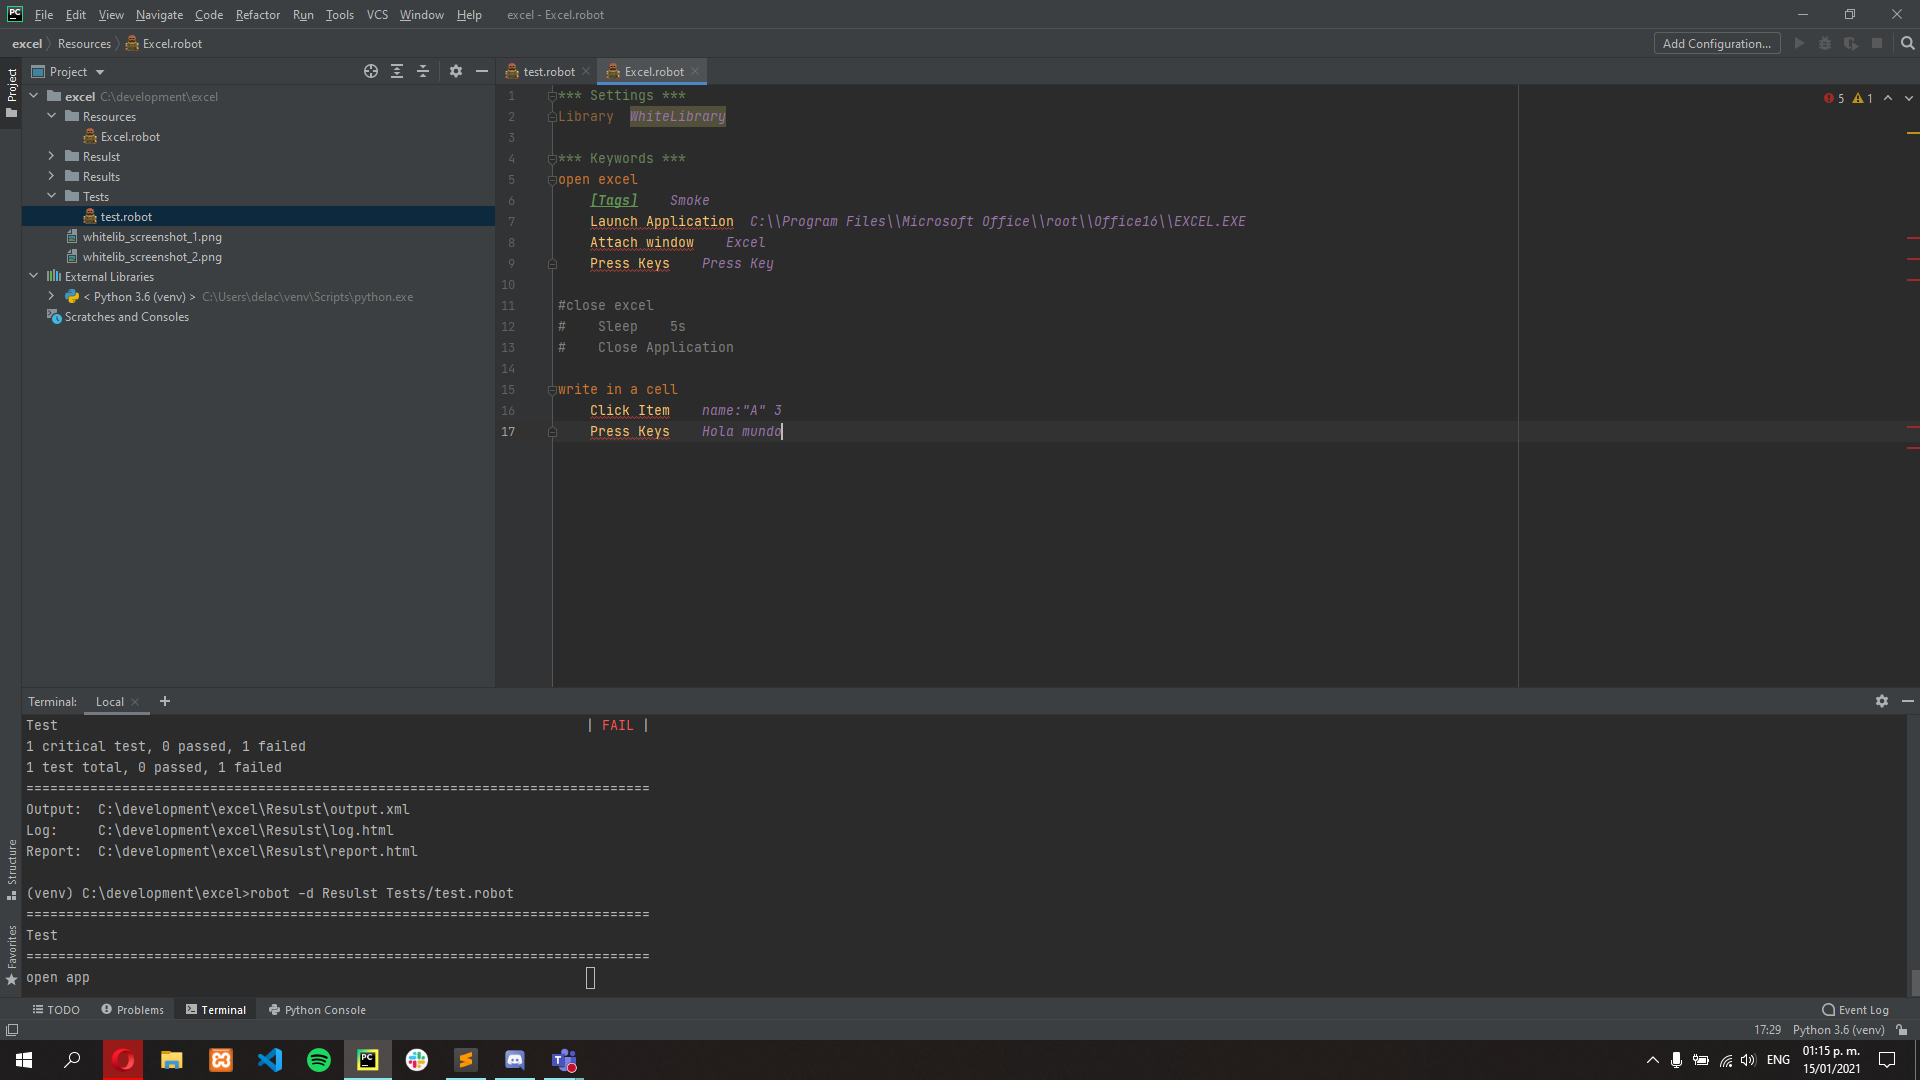 PC File Edit View Navigate Code Refactor Run Tools VCS Window Help excel - Excel.robot
excel Resources Excel.robot Add Configuration...
Project
Project
test.robot Excel.robot
excel C:\development\excel
Resources
Excel.robot
Resulst
Results
Tests
test.robot
whitelib_screenshot_1.png
whitelib_screenshot_2.png
External Libraries
< Python 3.6 (venv) > C:\Users\delac\venv\Scripts\python.exe
Scratches and Consoles
5 1
1 *** Settings ***
2 Library  WhiteLibrary
3
4 *** Keywords ***
5 open excel
6     [Tags]    Smoke
7     Launch Application  C:\\Program Files\\Microsoft Office\\root\\Office16\\EXCEL.EXE
8     Attach window    Excel
9     Press Keys    Press Key
10
11 #close excel
12 #    Sleep    5s
13 #    Close Application
14
15 write in a cell
16     Click Item    name:"A" 3
17     Press Keys    Hola mundo
Terminal: Local
Test | FAIL |
1 critical test, 0 passed, 1 failed
1 test total, 0 passed, 1 failed
==============================================================================
Output:  C:\development\excel\Resulst\output.xml
Log:     C:\development\excel\Resulst\log.html
Report:  C:\development\excel\Resulst\report.html
(venv) C:\development\excel>robot -d Resulst Tests/test.robot
==============================================================================
Test
==============================================================================
open app
Structure
Favorites
TODO Problems Terminal Python Console Event Log
17:29 Python 3.6 (venv)
PC
ENG
01:15 p. m.
15/01/2021